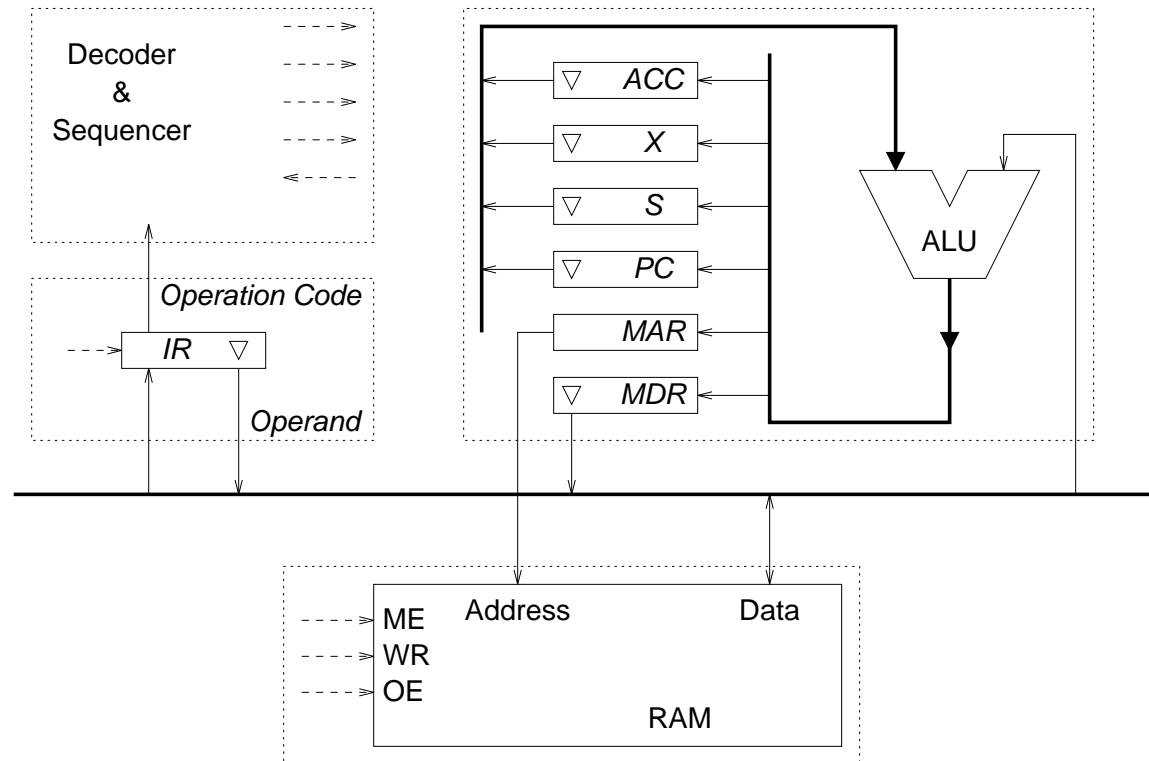 Decoder
&
Sequencer
Operation Code
IR
Operand
ACC
X
S
PC
MAR
MDR
ALU
Address
Data
ME
WR
OE
RAM